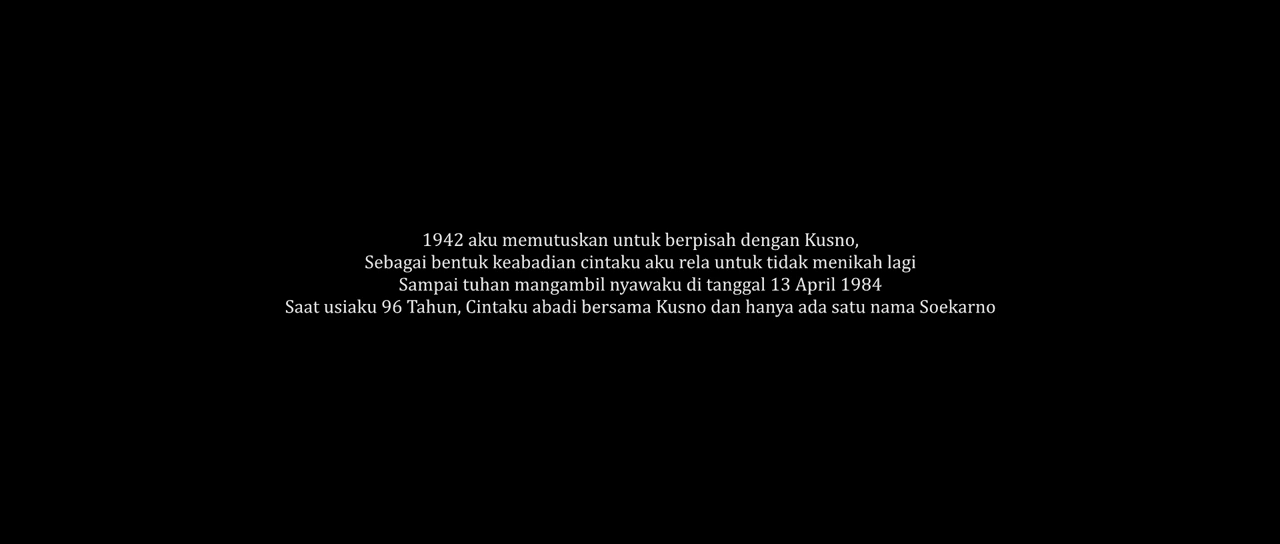 1942 aku memutuskan untuk berpisah dengan Kusno,
Sebagai bentuk keabadian cintaku aku rela untuk tidak menikah lagi
Sampai tuhan mangambil nyawaku di tanggal 13 April 1984
Saat usiaku 96 Tahun, Cintaku abadi bersama Kusno dan hanya ada satu nama Soekarno